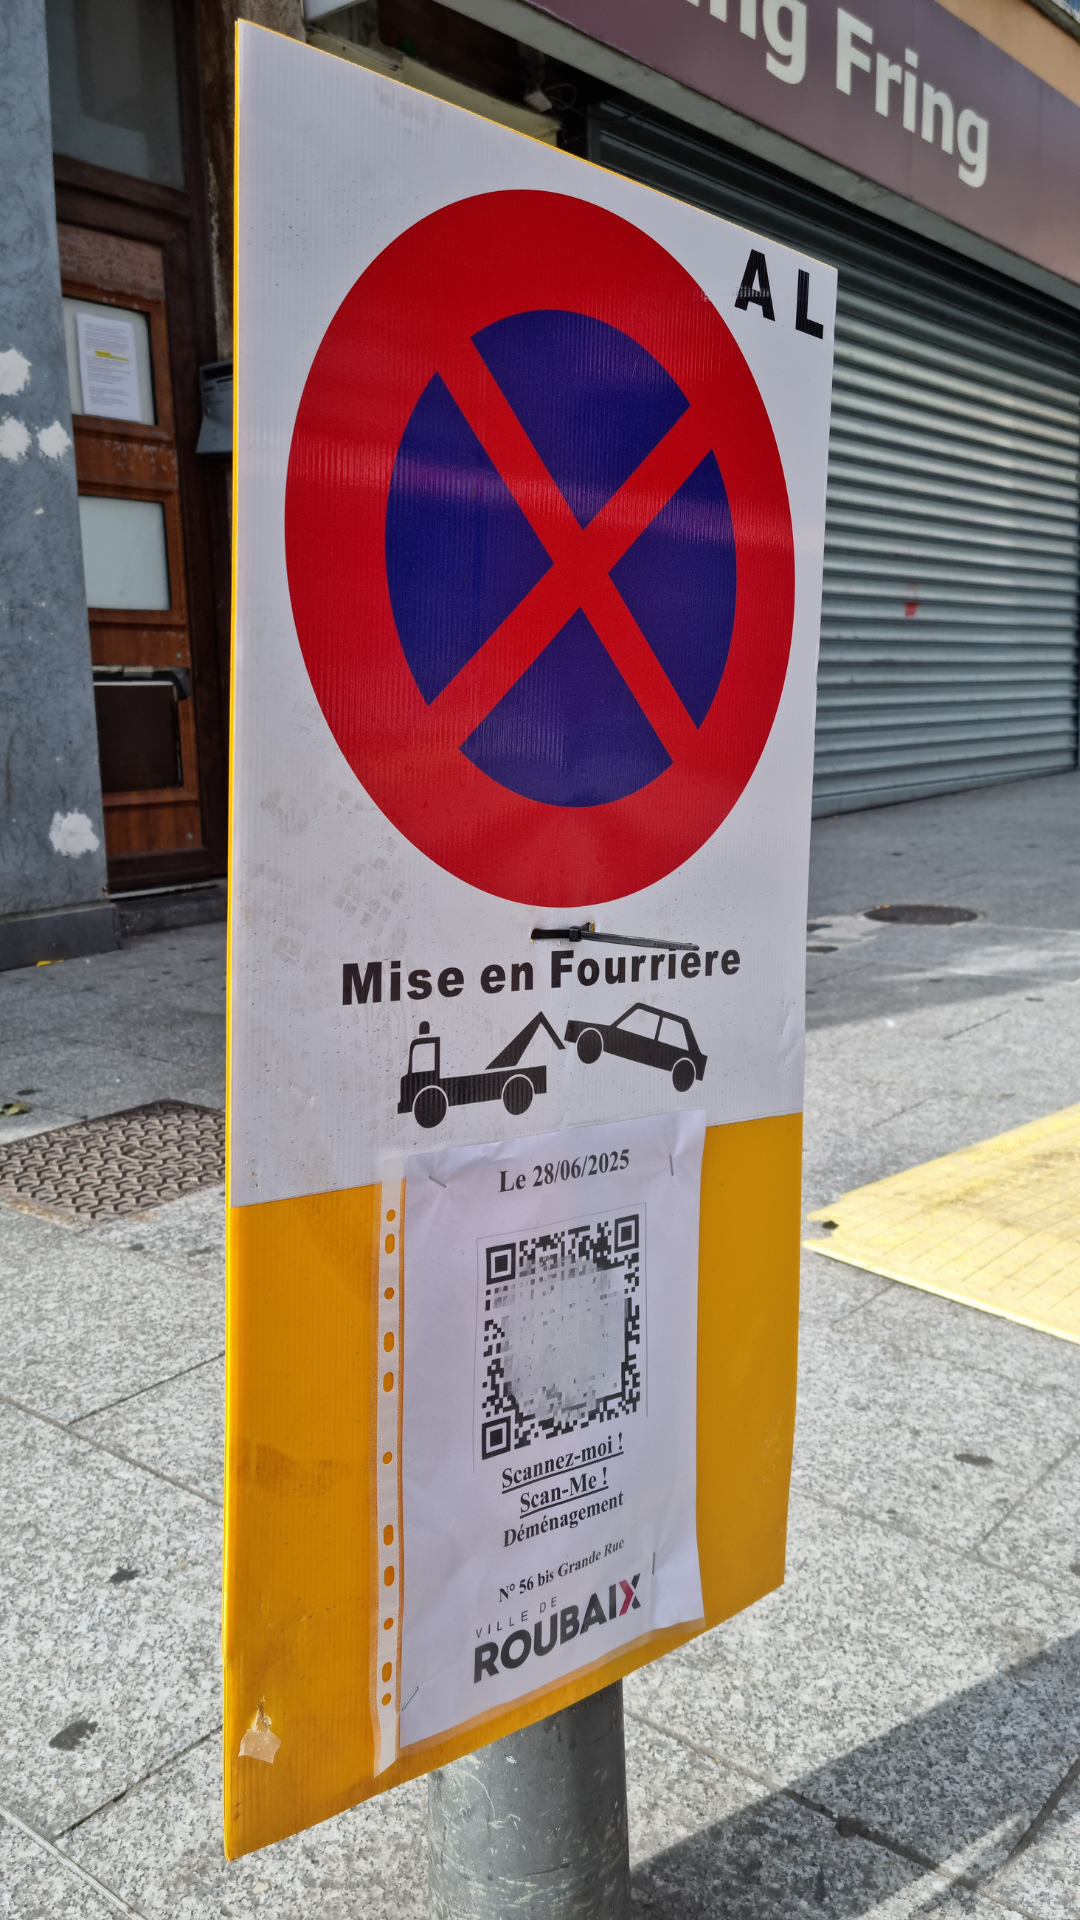 ng Fring
A L
Mise en Fourrière
Le 28/06/2025
Scannez-moi !
Scan-Me !
Déménagement
N° 56 bis Grande Rue
VILLE DE
ROUBAIX